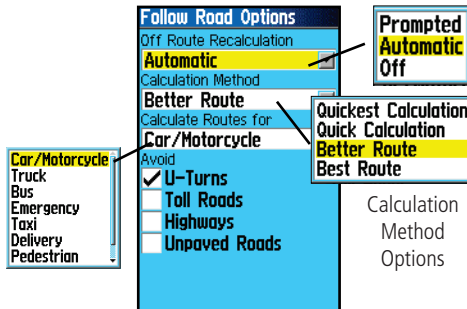 Follow Road Options
Off Route Recalculation
Automatic
Calculation Method
Better Route
Calculate Routes for
Car/Motorcycle
Avoid
U-Turns
Toll Roads
Highways
Unpaved Roads
Prompted
Automatic
Off
Quickest Calculation
Quick Calculation
Better Route
Best Route
Calculation
Method
Options
Car/Motorcycle
Truck
Bus
Emergency
Taxi
Delivery
Pedestrian